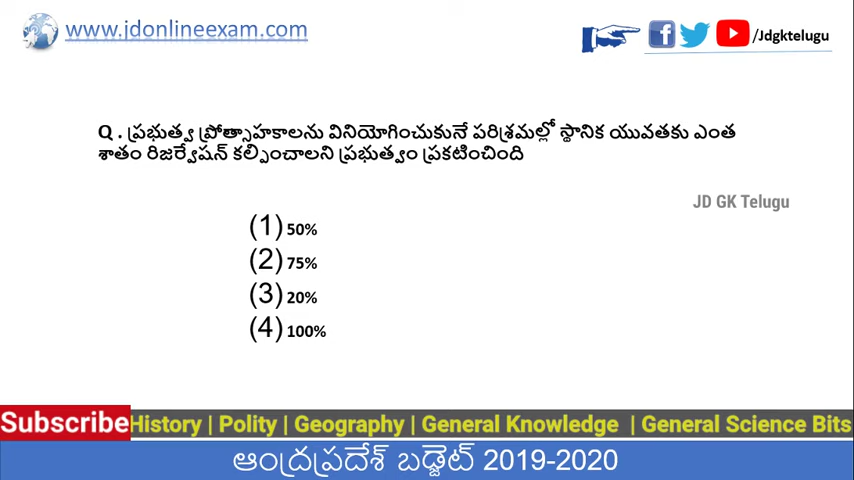 www.jdonlineexam.com
/Jdgktelugu
Q . ప్రభుత్వ ప్రోత్సాహకాలను వినియోగించుకునే పరిశ్రమల్లో స్థానిక యువతకు ఎంత
శాతం రిజర్వేషన్ కల్పించాలని ప్రభుత్వం ప్రకటించింది
JD GK Telugu
(1) 50%
(2) 75%
(3) 20%
(4) 100%
Subscribe History | Polity | Geography | General Knowledge | General Science Bits
ఆంధ్రప్రదేశ్ బడ్జెట్ 2019-2020